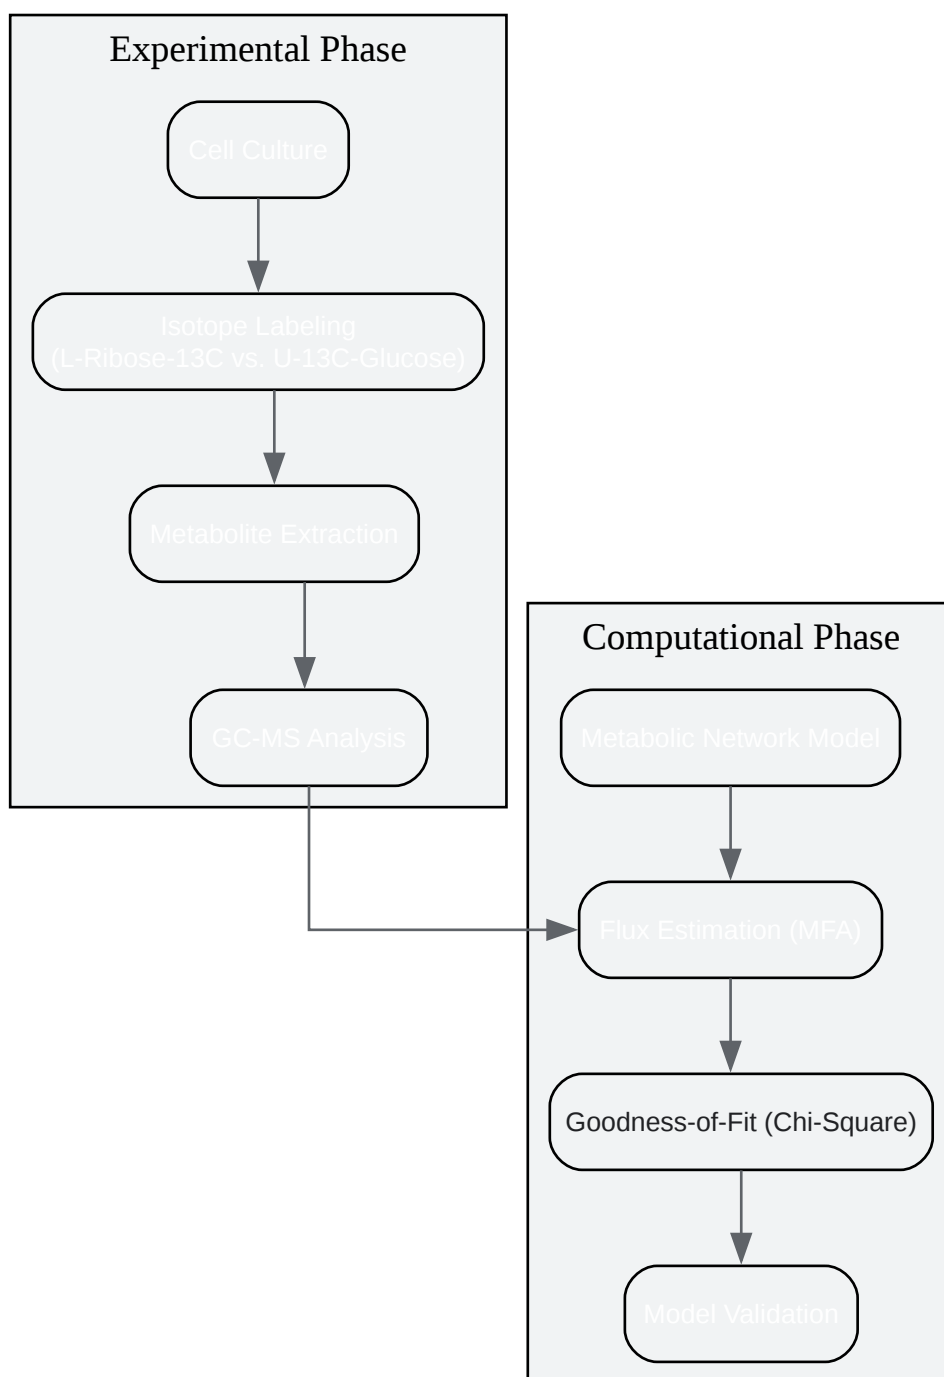 Experimental Phase
Cell Culture
Isotope Labeling
(L-Ribose-13C vs. U-13C-Glucose)
Metabolite Extraction
GC-MS Analysis
Computational Phase
Metabolic Network Model
Flux Estimation (MFA)
Goodness-of-Fit (Chi-Square)
Model Validation